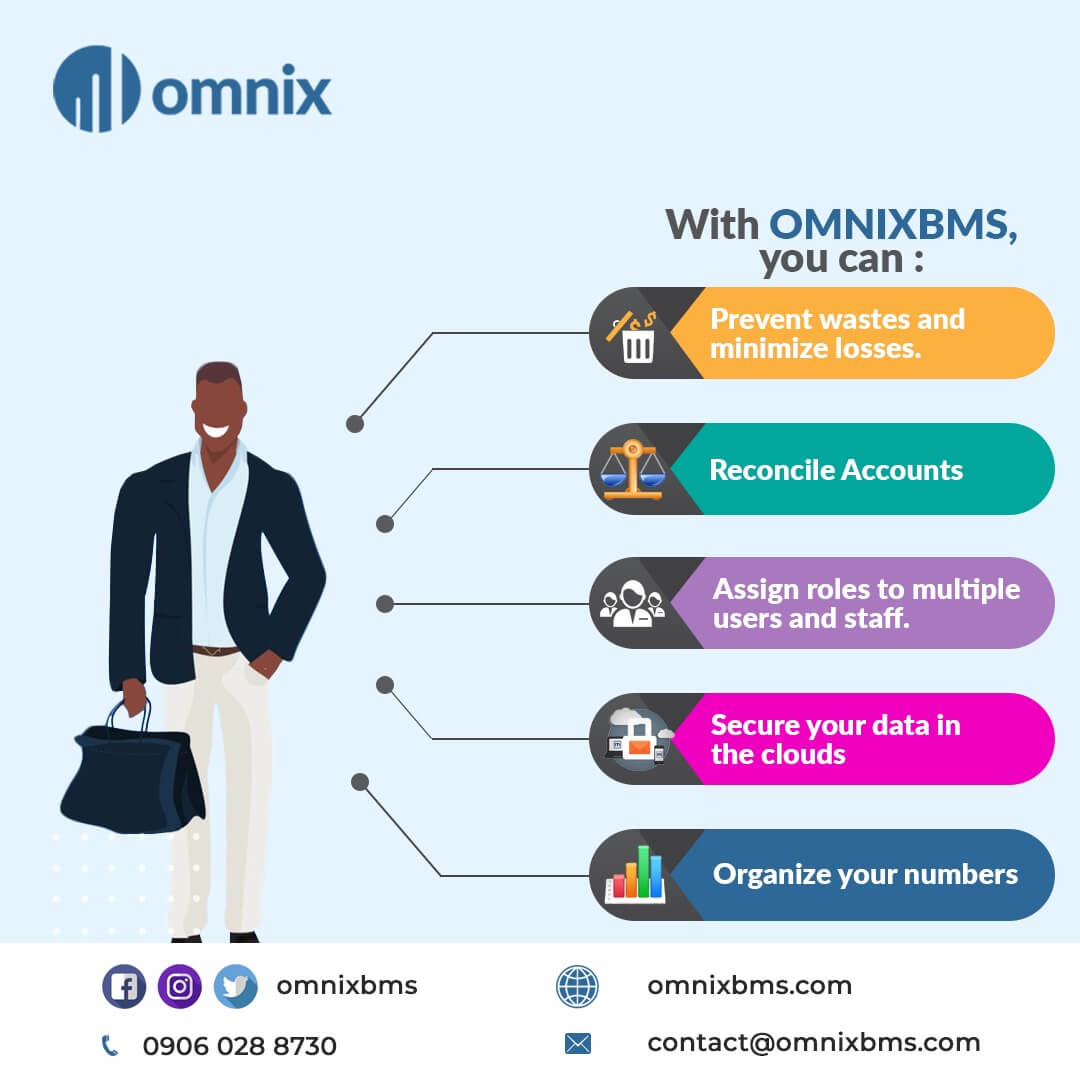 omnix
With OMNIXBMS,
you can :
Prevent wastes and
minimize losses.
Reconcile Accounts
Assign roles to multiple
users and staff.
Secure your data in
the clouds
Organize your numbers
omnixbms
omnixbms.com
0906 028 8730
contact@omnixbms.com